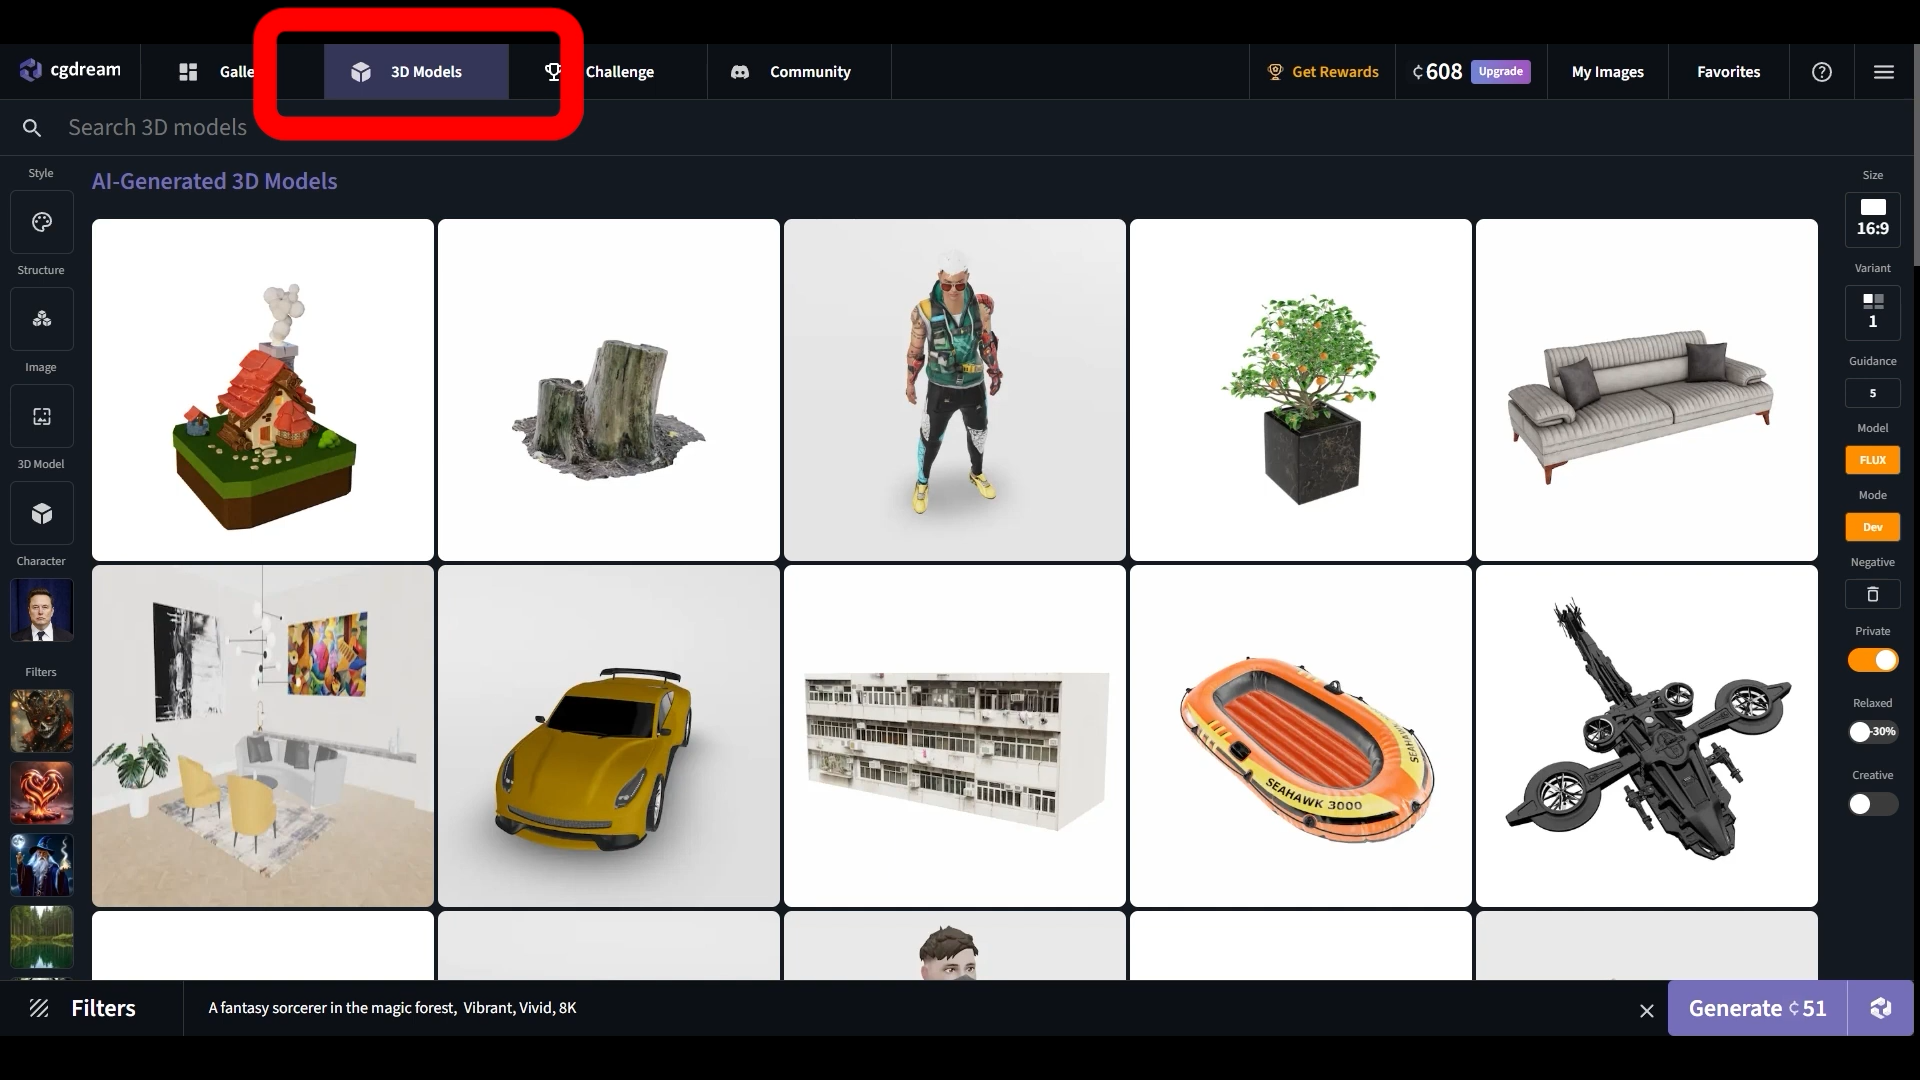 cgdream
Galle
3D Models
Challenge
Community
Get Rewards
¢608
Upgrade
My Images
Favorites
Search 3D models
Style
Structure
Image
3D Model
Character
Filters
AI-Generated 3D Models
SEAHAWK 3000
SEAHAW
Size
16:9
Variant
1
Guidance
5
Model
FLUX
Mode
Dev
Negative
Private
Relaxed
-30%
Creative
Filters
A fantasy sorcerer in the magic forest, Vibrant, Vivid, 8K
Generate ¢51